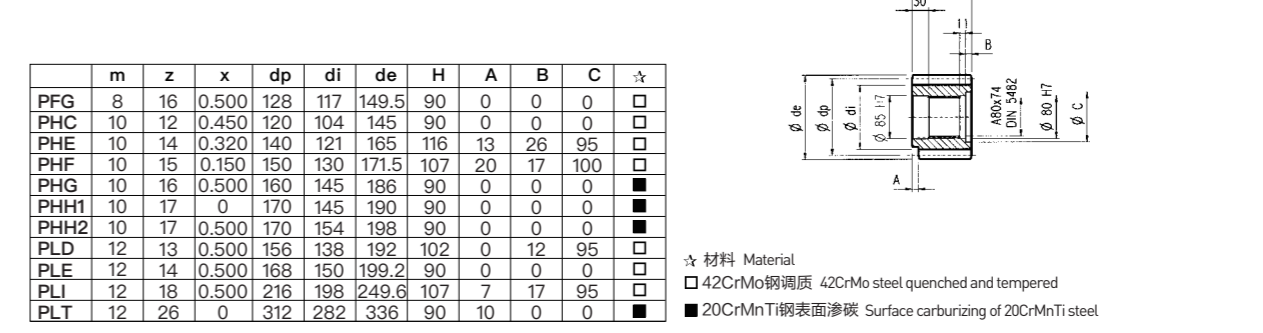 m z x dp di de H A B C ☆
PFG 8 16 0.500 128 117 149.5 90 0 0 0 □
PHC 10 12 0.450 120 104 145 90 0 0 0 □
PHE 10 14 0.320 140 121 165 116 13 26 95 □
PHF 10 15 0.150 150 130 171.5 107 20 17 100 □
PHG 10 16 0.500 160 145 186 90 0 0 0 ■
PHH1 10 17 0 170 145 190 90 0 0 0 ■
PHH2 10 17 0.500 170 154 198 90 0 0 0 ■
PLD 12 13 0.500 156 138 192 102 0 12 95 □
PLE 12 14 0.500 168 150 199.2 90 0 0 0 □
PLI 12 18 0.500 216 198 249.6 107 7 17 95 □
PLT 12 26 0 312 282 336 90 10 0 0 ■
30
11
B
Ø de
Ø dp
Ø di
Ø 85 H7
A80x74
DIN 5482
Ø 80 H7
Ø C
A
☆ 材料 Material
□ 42CrMo钢调质 42CrMo steel quenched and tempered
■ 20CrMnTi钢表面渗碳 Surface carburizing of 20CrMnTi steel